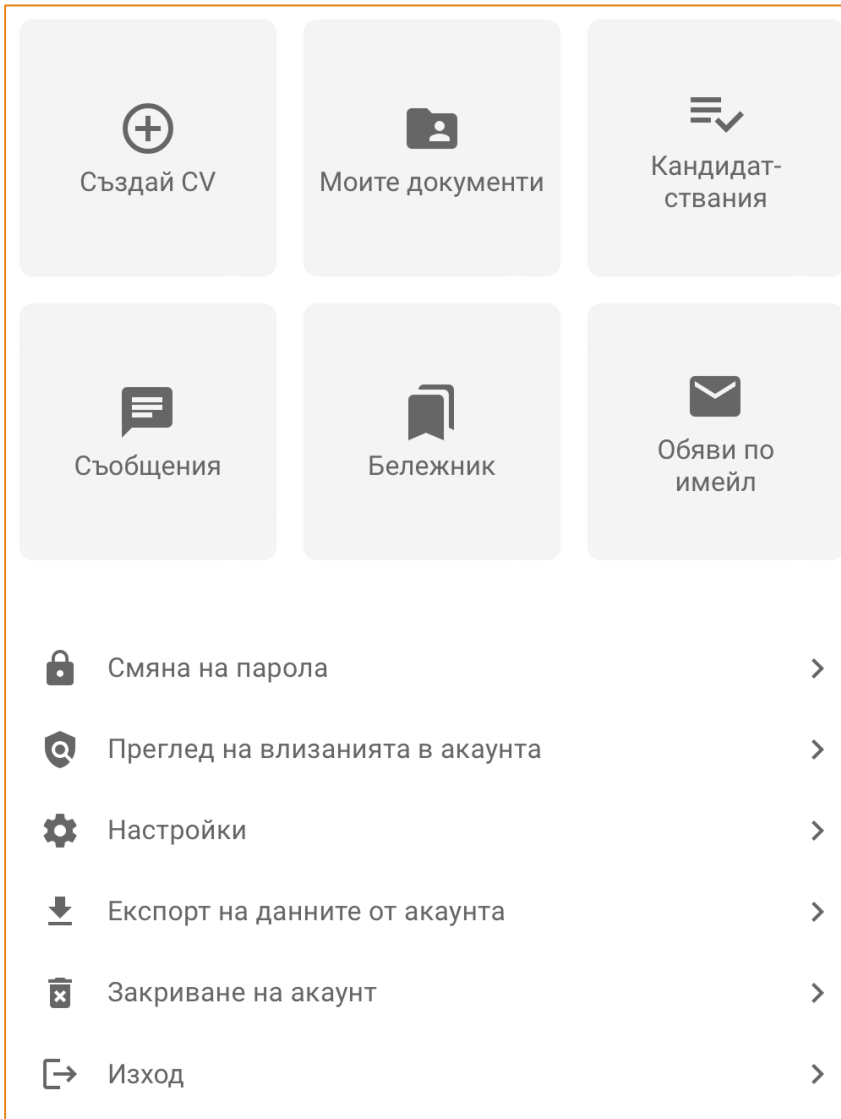 Създай CV
Моите документи
Кандидат-
ствания
Съобщения
Бележник
Обяви по
имейл
Смяна на парола
Преглед на влизанията в акаунта
Настройки
Експорт на данните от акаунта
Закриване на акаунт
Изход